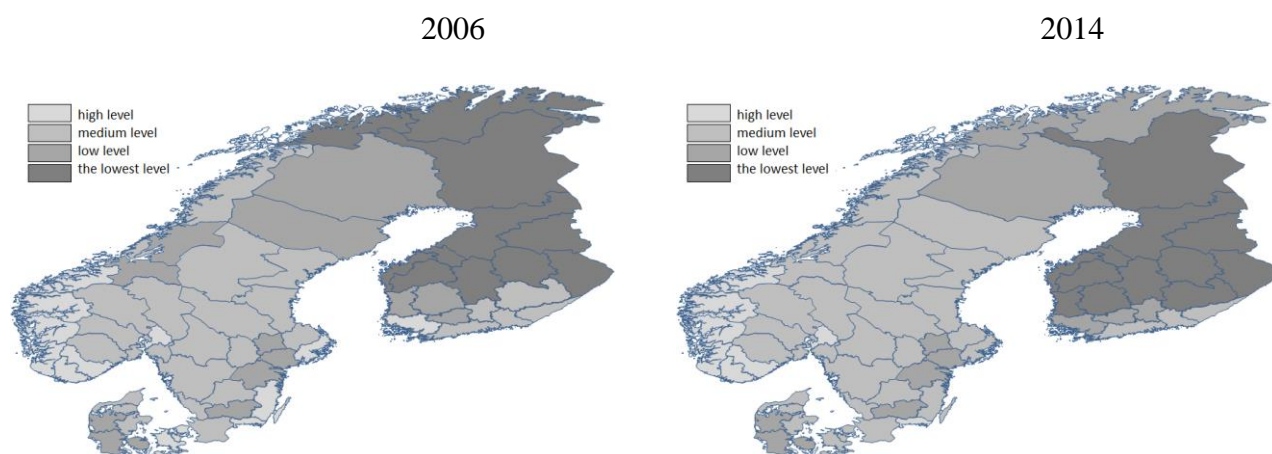 2006
2014
high level
medium level
low level
the lowest level
high level
medium level
low level
the lowest level